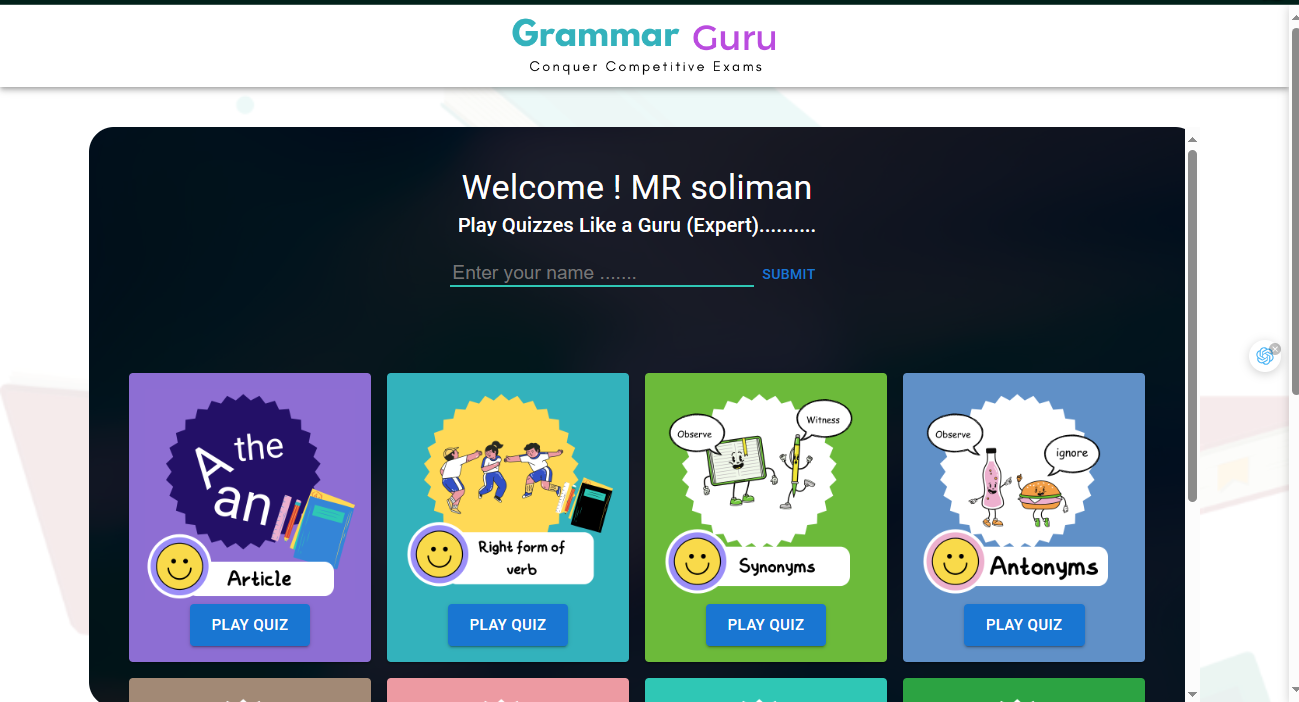 Grammar Guru
Conquer Competitive Exams
Welcome ! MR soliman
Play Quizzes Like a Guru (Expert)..........
Enter your name .......
SUBMIT
A the
an
Article
PLAY QUIZ
Right form of
verb
PLAY QUIZ
Observe
Witness
Synonyms
PLAY QUIZ
Observe
ignore
Antonyms
PLAY QUIZ